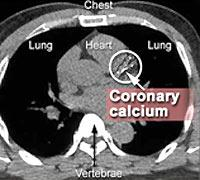 Chest
Lung Heart Lung
Coronary
calcium
Vertebrae